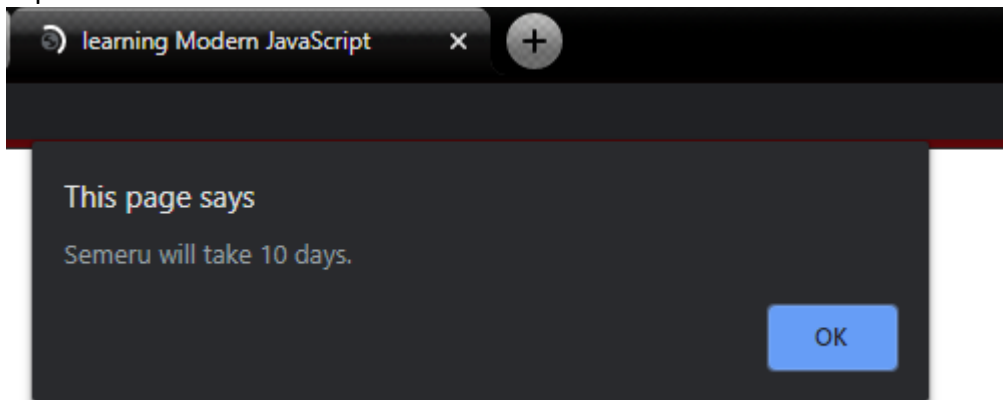 learning Modern JavaScript
This page says
Semeru will take 10 days.
OK